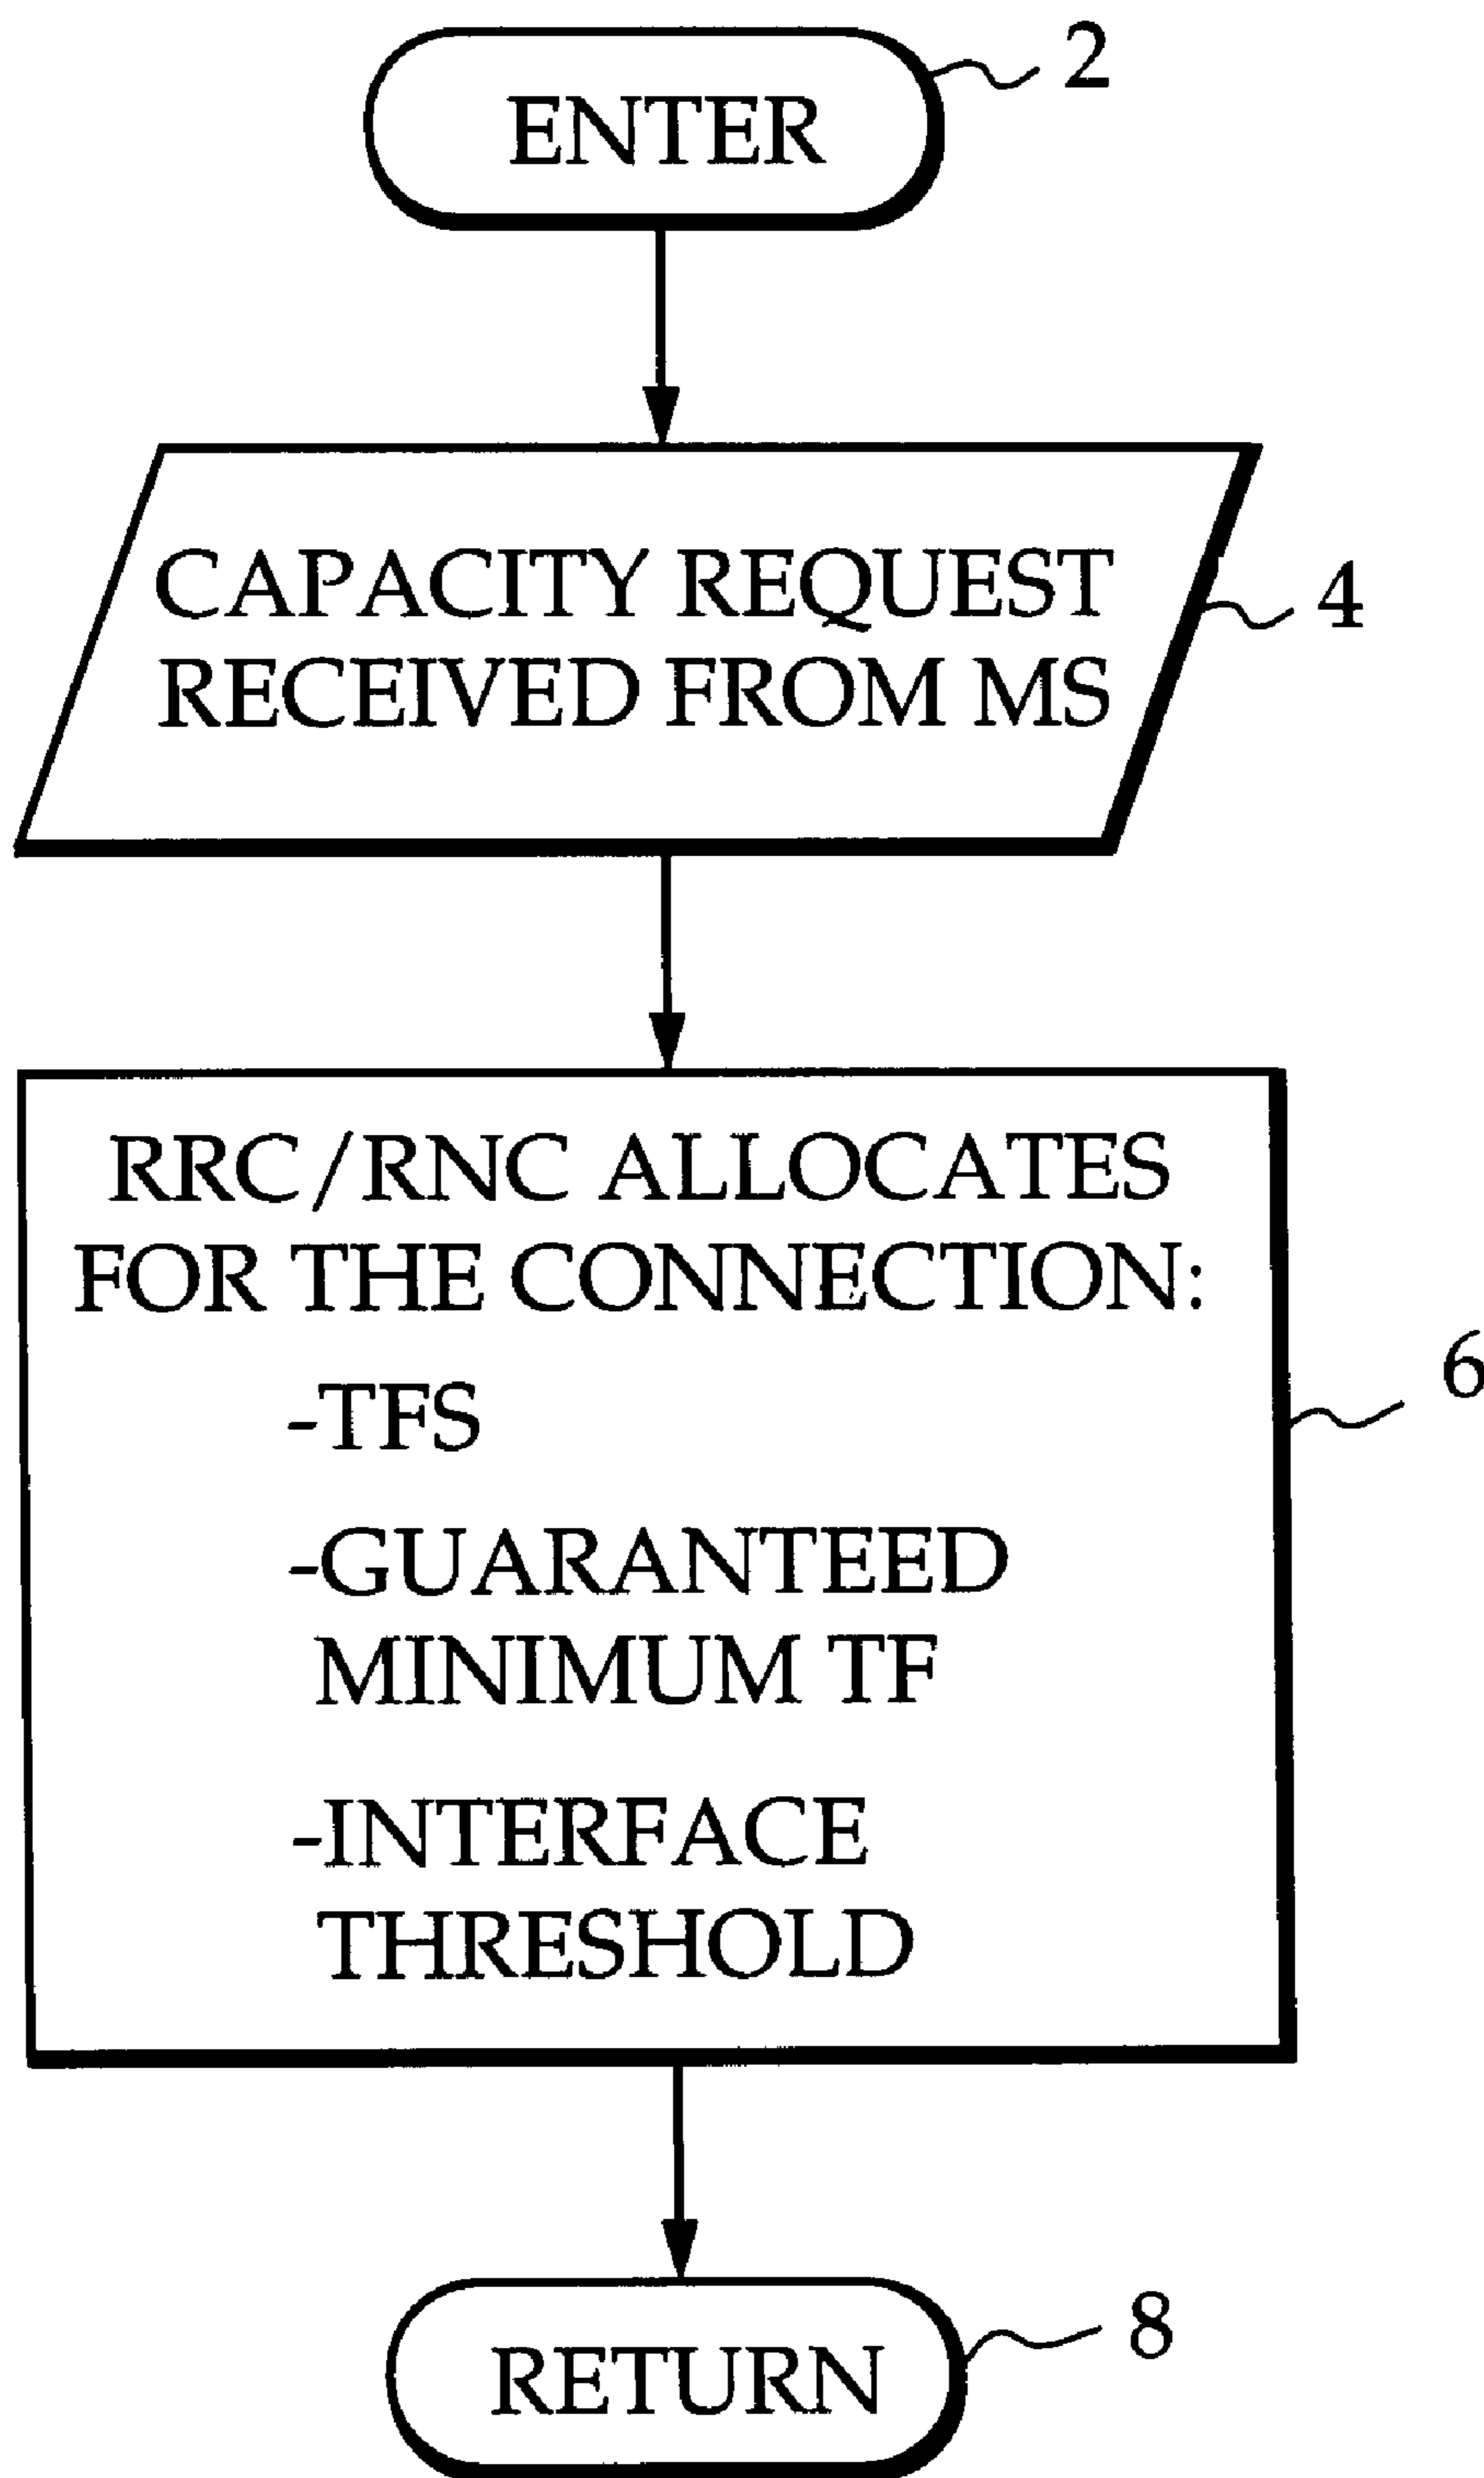 ENTER
2
CAPACITY REQUEST
RECEIVED FROM MS
4
RRC/RNC ALLOCATES
FOR THE CONNECTION:
-TFS
6
-GUARANTEED
MINIMUM TF
-INTERFACE
THRESHOLD
RETURN
8